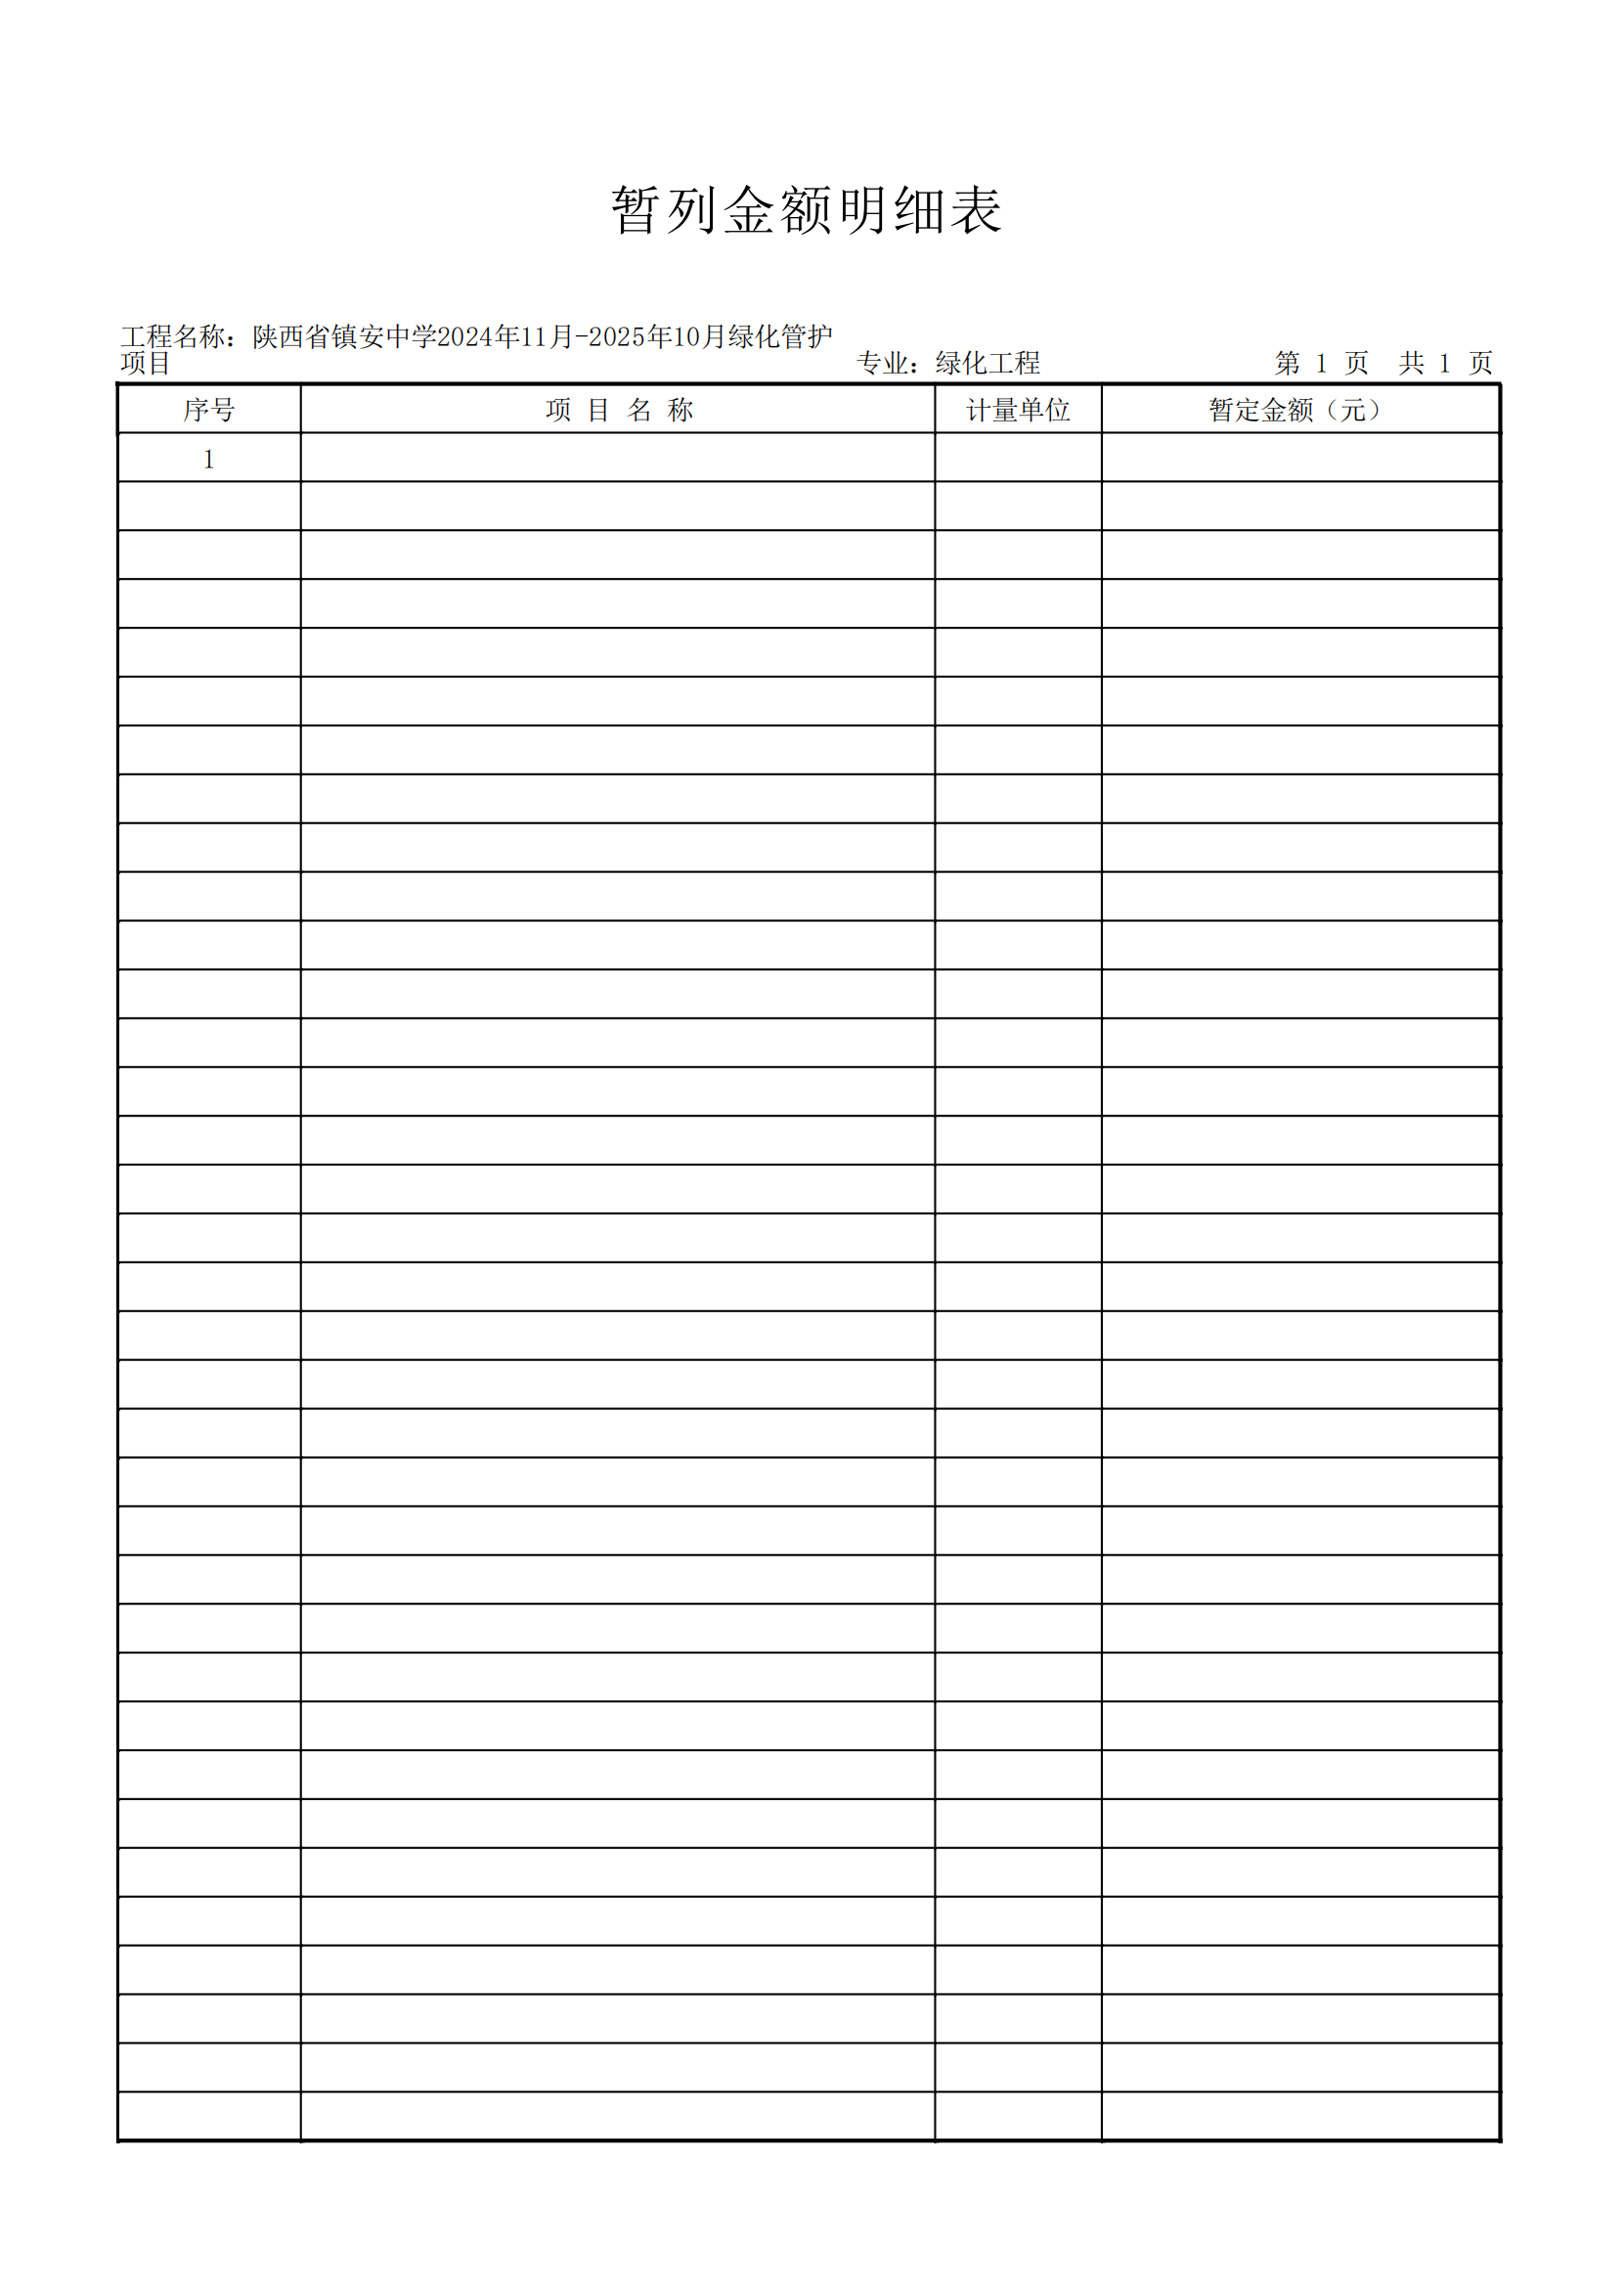 暂列金额明细表
工程名称：陕西省镇安中学2024年11月-2025年10月绿化管护
项目 专业：绿化工程 第 1 页 共 1 页
序号 项 目 名 称 计量单位 暂定金额（元）
1